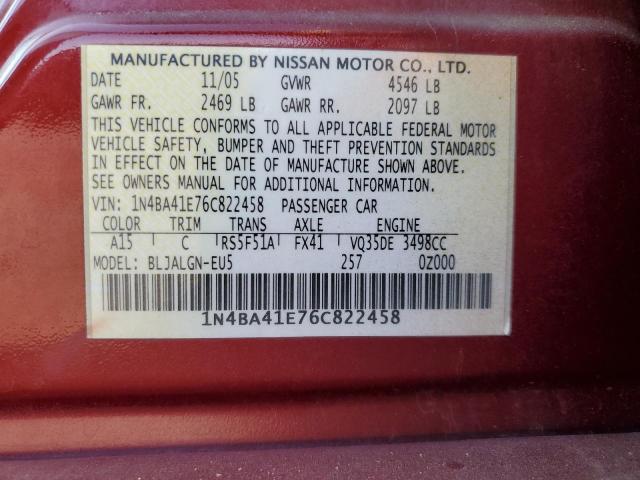 MANUFACTURED BY NISSAN MOTOR CO., LTD.
DATE 11/05 GVWR 4546 LB
GAWR FR. 2469 LB GAWR RR. 2097 LB
THIS VEHICLE CONFORMS TO ALL APPLICABLE FEDERAL MOTOR
VEHICLE SAFETY, BUMPER AND THEFT PREVENTION STANDARDS
IN EFFECT ON THE DATE OF MANUFACTURE SHOWN ABOVE.
SEE OWNERS MANUAL FOR ADDITIONAL INFORMATION.
VIN: 1N4BA41E76C822458 PASSENGER CAR
COLOR TRIM TRANS AXLE ENGINE
A15 C RS5F51A FX41 VQ35DE 3498CC
MODEL: BLJALGN-EU5 257 0Z000
1N4BA41E76C822458